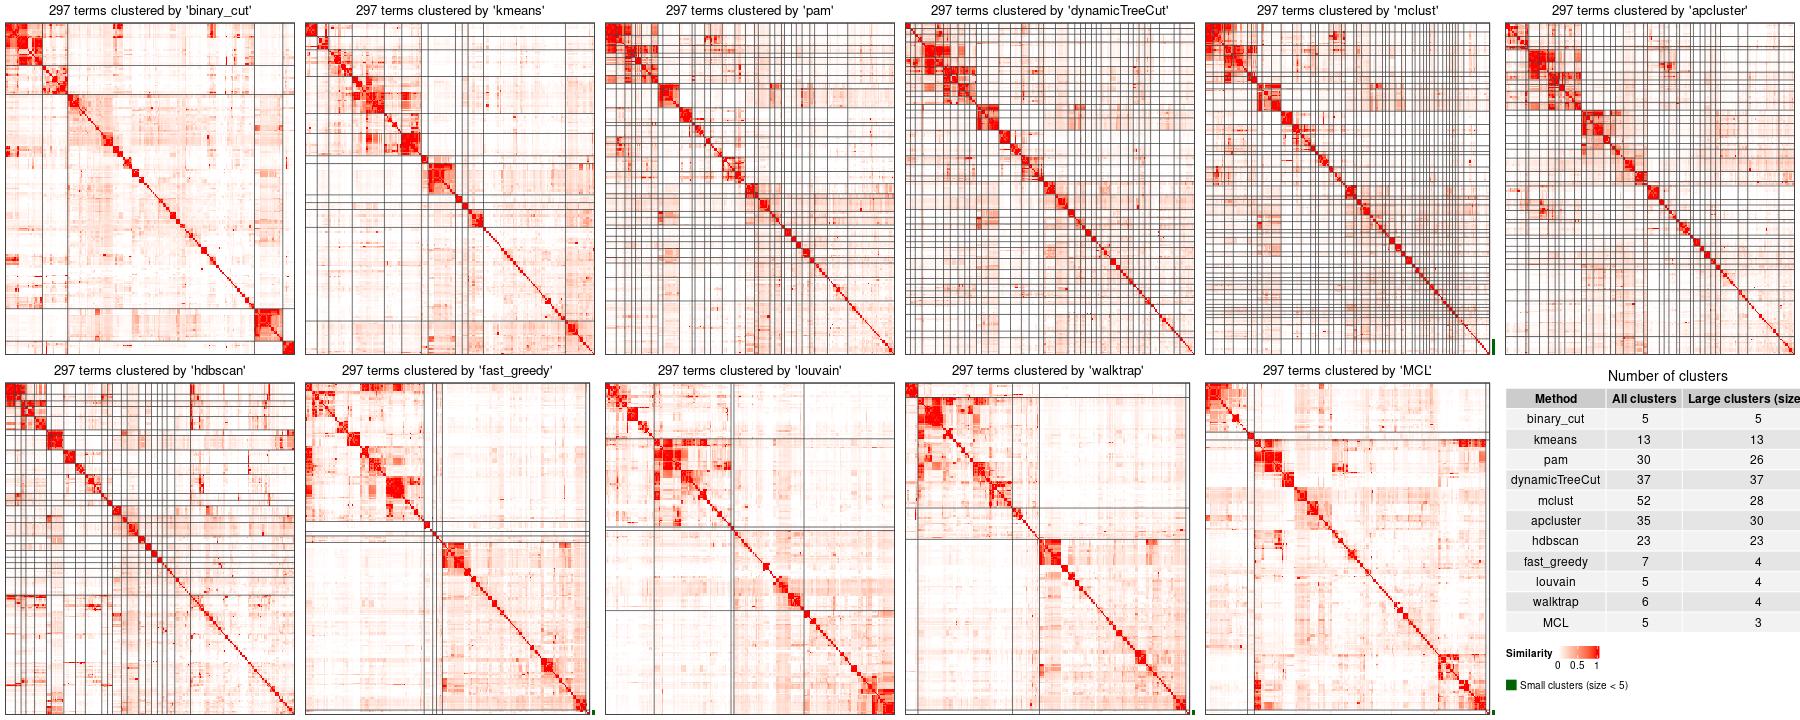 297 terms clustered by 'binary_cut'
297 terms clustered by 'kmeans'
297 terms clustered by 'pam'
297 terms clustered by 'dynamicTreeCut'
297 terms clustered by 'mclust'
297 terms clustered by 'apcluster'
297 terms clustered by 'hdbscan'
297 terms clustered by 'fast_greedy'
297 terms clustered by 'louvain'
297 terms clustered by 'walktrap'
297 terms clustered by 'MCL'
Number of clusters
Method All clusters Large clusters (size
binary_cut 5 5
kmeans 13 13
pam 30 26
dynamicTreeCut 37 37
mclust 52 28
apcluster 35 30
hdbscan 23 23
fast_greedy 7 4
louvain 5 4
walktrap 6 4
MCL 5 3
Similarity
0 0.5 1
Small clusters (size < 5)